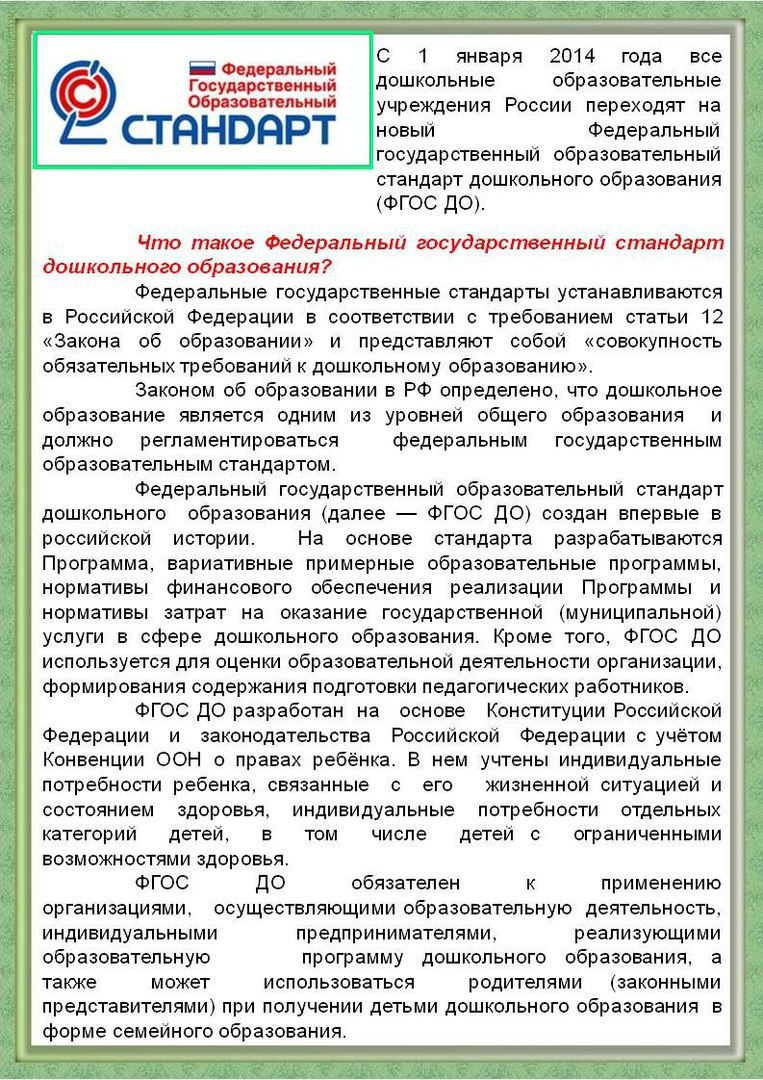 Федеральный
Государственный
Образовательный
СТАНДАРТ
С 1 января 2014 года все
дошкольные образовательные
учреждения России переходят на
новый Федеральный
государственный образовательный
стандарт дошкольного образования
(ФГОС ДО).
Что такое Федеральный государственный стандарт
дошкольного образования?
Федеральные государственные стандарты устанавливаются
в Российской Федерации в соответствии с требованием статьи 12
«Закона об образовании» и представляют собой «совокупность
обязательных требований к дошкольному образованию».
Законом об образовании в РФ определено, что дошкольное
образование является одним из уровней общего образования и
должно регламентироваться федеральным государственным
образовательным стандартом.
Федеральный государственный образовательный стандарт
дошкольного образования (далее — ФГОС ДО) создан впервые в
российской истории. На основе стандарта разрабатываются
Программа, вариативные примерные образовательные программы,
нормативы финансового обеспечения реализации Программы и
нормативы затрат на оказание государственной (муниципальной)
услуги в сфере дошкольного образования. Кроме того, ФГОС ДО
используется для оценки образовательной деятельности организации,
формирования содержания подготовки педагогических работников.
ФГОС ДО разработан на основе Конституции Российской
Федерации и законодательства Российской Федерации с учётом
Конвенции ООН о правах ребёнка. В нем учтены индивидуальные
потребности ребенка, связанные с его жизненной ситуацией и
состоянием здоровья, индивидуальные потребности отдельных
категорий детей, в том числе детей с ограниченными
возможностями здоровья.
ФГОС ДО обязателен к применению
организациями, осуществляющими образовательную деятельность,
индивидуальными предпринимателями, реализующими
образовательную программу дошкольного образования, а
также может использоваться родителями (законными
представителями) при получении детьми дошкольного образования в
форме семейного образования.